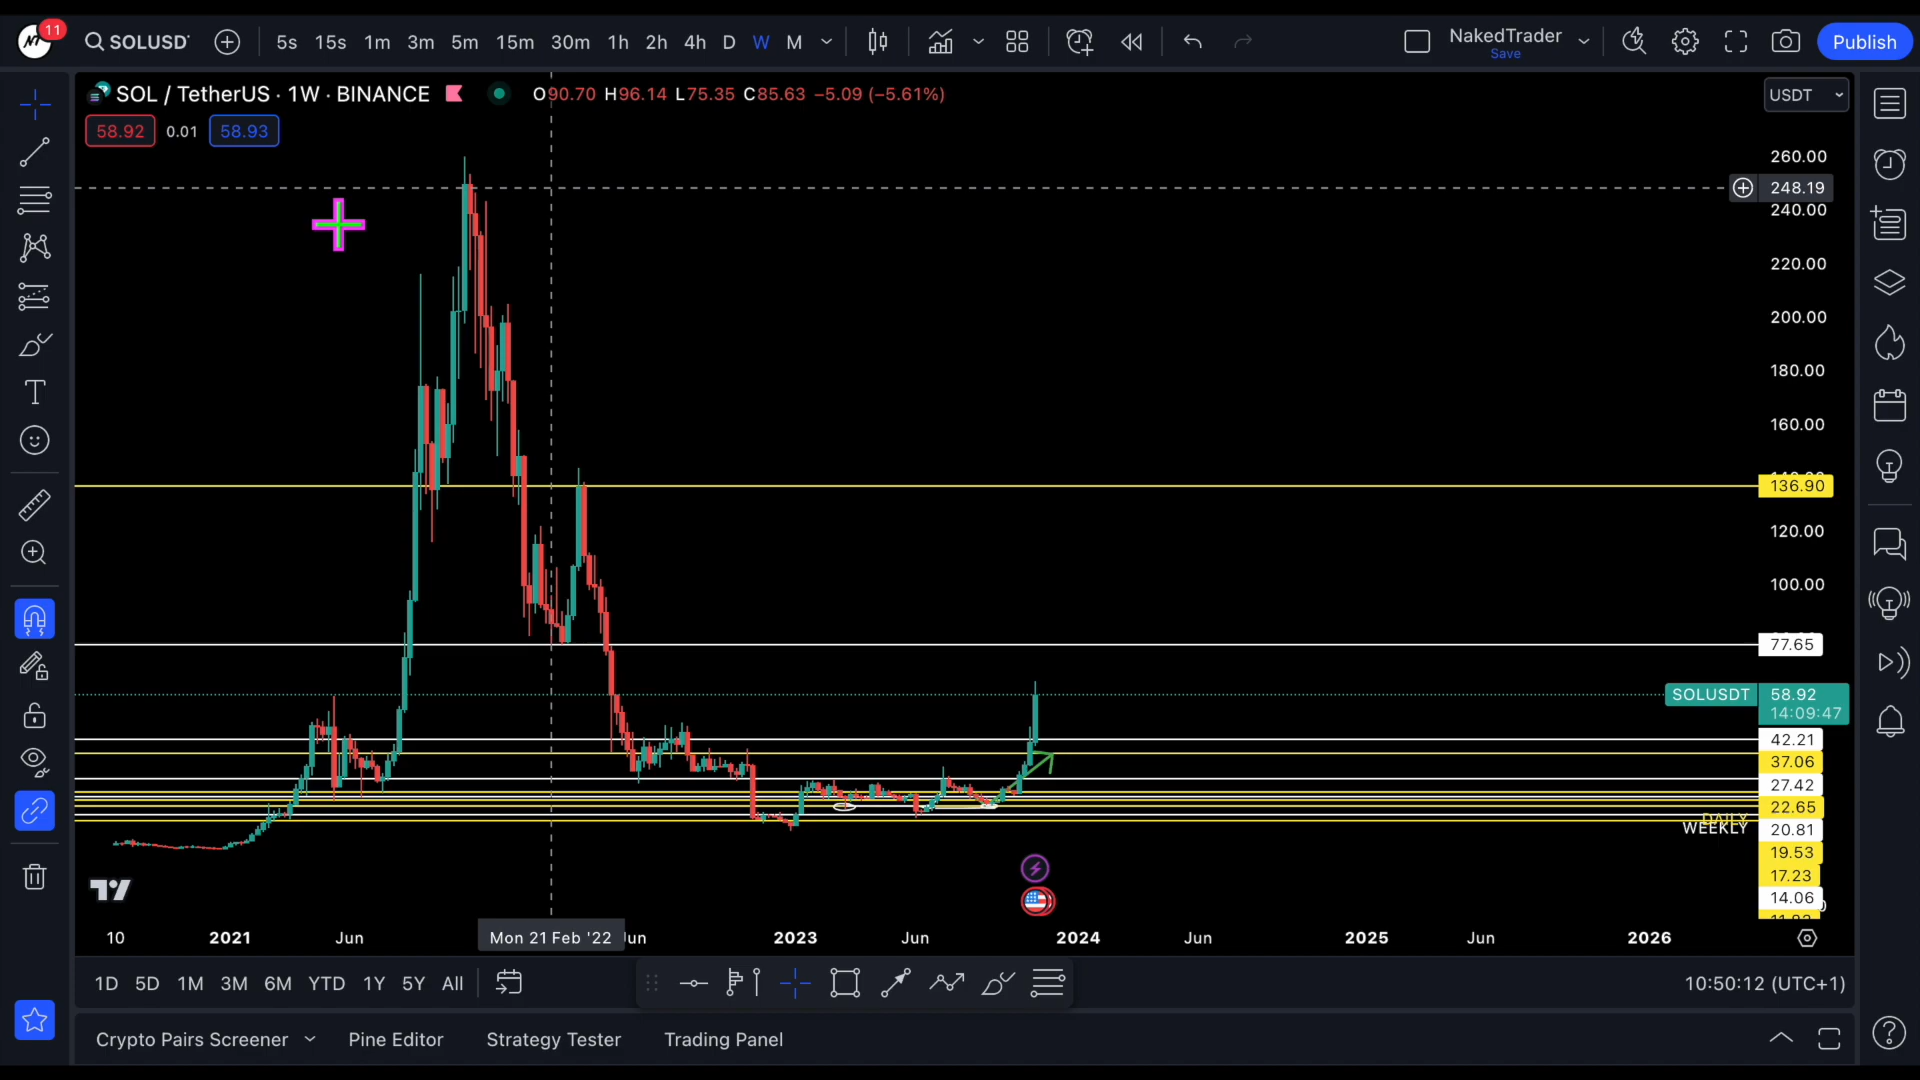 11
SOLUSD
5s 15s 1m 3m 5m 15m 30m 1h 2h 4h D W M
NakedTrader
Save
Publish
SOL / TetherUS · 1W · BINANCE
O90.70 H96.14 L75.35 C85.63 −5.09 (−5.61%)
USDT
58.92 0.01 58.93
260.00
248.19
240.00
220.00
200.00
180.00
160.00
136.90
120.00
100.00
77.65
SOLUSDT 58.92
14:09:47
42.21
37.06
27.42
22.65
DAILY
WEEKLY
20.81
19.53
17.23
14.06
10 2021 Jun Mon 21 Feb '22 Jun 2023 Jun 2024 Jun 2025 Jun 2026
1D 5D 1M 3M 6M YTD 1Y 5Y All
10:50:12 (UTC+1)
Crypto Pairs Screener Pine Editor Strategy Tester Trading Panel